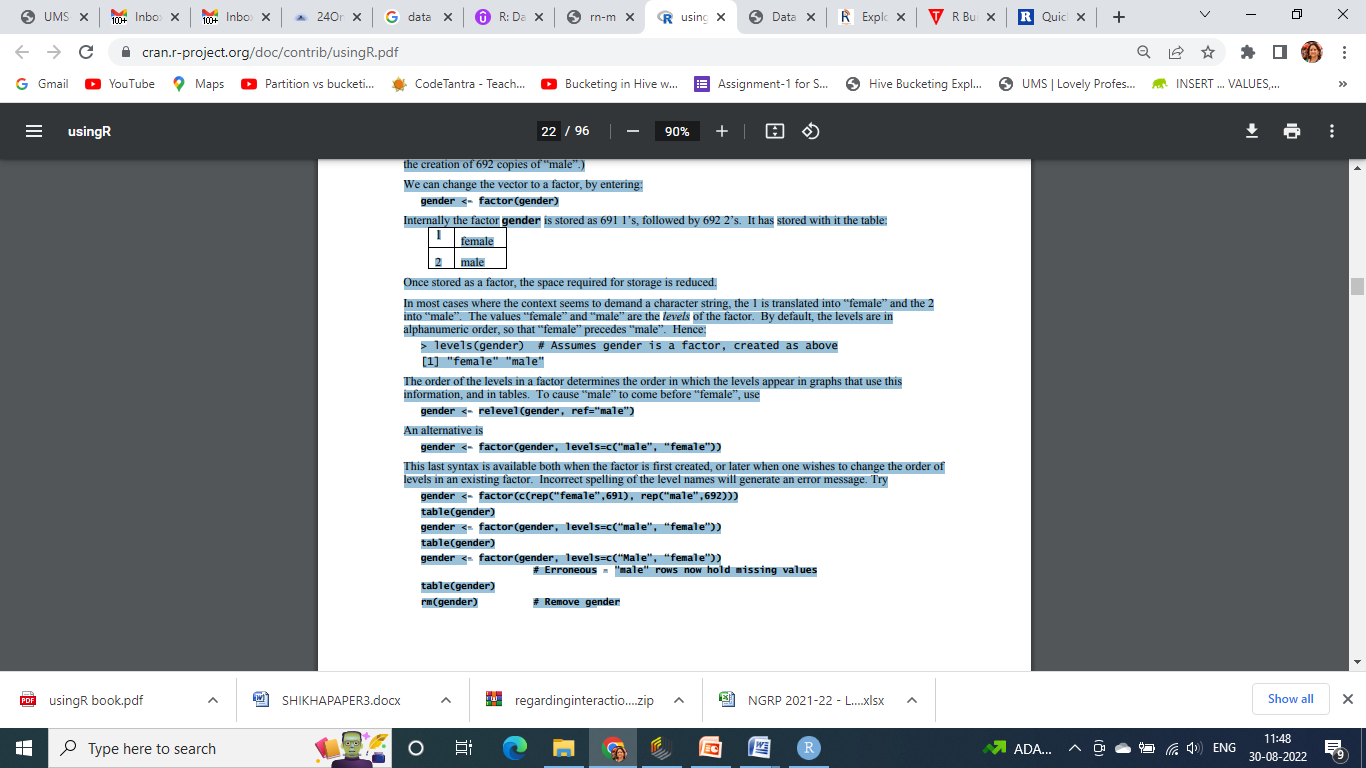 UMS
Inbo
Inbo
24Or
data
R: Da
rn-m
using
Data
Explo
R Bu
Quic
cran.r-project.org/doc/contrib/usingR.pdf
Gmail YouTube Maps Partition vs bucketi... CodeTantra - Teach... Bucketing in Hive w... Assignment-1 for S... Hive Bucketing Expl... UMS | Lovely Profes... INSERT ... VALUES,... »
usingR 22 / 96 — 90% +
the creation of 692 copies of “male”.)
We can change the vector to a factor, by entering:
gender <- factor(gender)
Internally the factor gender is stored as 691 1’s, followed by 692 2’s. It has stored with it the table:
1 female
2 male
Once stored as a factor, the space required for storage is reduced.
In most cases where the context seems to demand a character string, the 1 is translated into “female” and the 2
into “male”. The values “female” and “male” are the levels of the factor. By default, the levels are in
alphanumeric order, so that “female” precedes “male”. Hence:
> levels(gender) # Assumes gender is a factor, created as above
[1] "female" "male"
The order of the levels in a factor determines the order in which the levels appear in graphs that use this
information, and in tables. To cause “male” to come before “female”, use
gender <- relevel(gender, ref="male")
An alternative is
gender <- factor(gender, levels=c("male", "female"))
This last syntax is available both when the factor is first created, or later when one wishes to change the order of
levels in an existing factor. Incorrect spelling of the level names will generate an error message. Try
gender <- factor(c(rep("female",691), rep("male",692)))
table(gender)
gender <- factor(gender, levels=c("male", "female"))
table(gender)
gender <- factor(gender, levels=c("Male", "female"))
# Erroneous - "male" rows now hold missing values
table(gender)
rm(gender) # Remove gender
usingR book.pdf SHIKHAPAPER3.docx regardinginteractio....zip NGRP 2021-22 - L....xlsx Show all
Type here to search ADA... ENG 11:48
30-08-2022 9